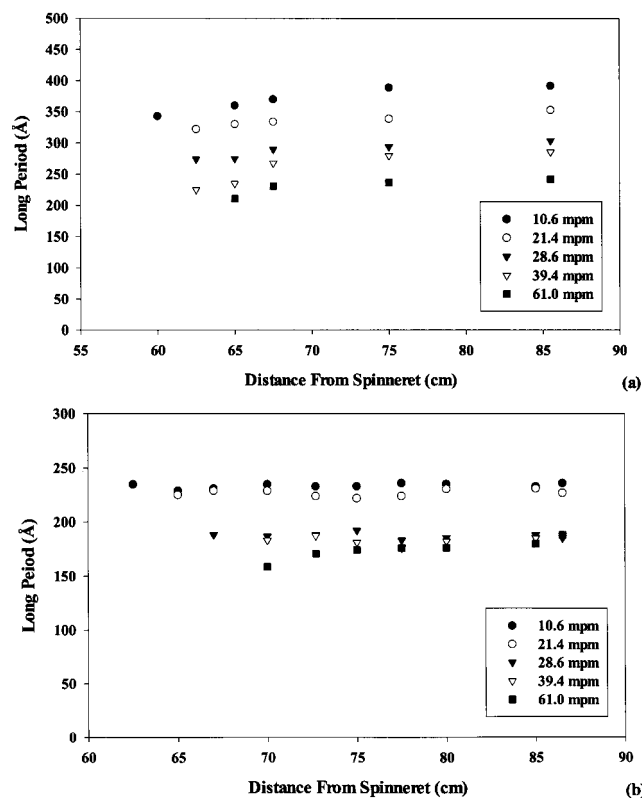 500
450
400
350
300
250
200
150
100
50
0
Long Period (Å)
10.6 mpm
21.4 mpm
28.6 mpm
39.4 mpm
61.0 mpm
55 60 65 70 75 80 85 90
Distance From Spinneret (cm)
(a)
300
250
200
150
100
50
0
Long Peiod (Å)
10.6 mpm
21.4 mpm
28.6 mpm
39.4 mpm
61.0 mpm
60 65 70 75 80 85 90
Distance From Spinneret (cm)
(b)